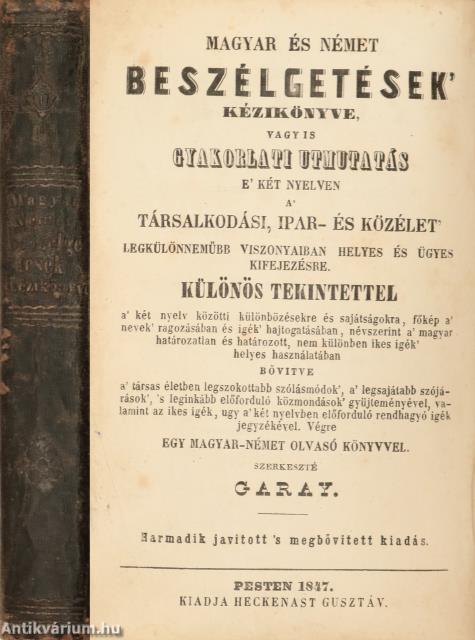 MAGYAR ÉS NÉMET
BESZÉLGETÉSEK'
KÉZIKÖNYVE,
VAGY IS
GYAKORLATI UTMUTATÁS
E' KÉT NYELVEN
A'
TÁRSALKODÁSI, IPAR- ÉS KÖZÉLET'
LEGKÜLÖNNEMÜBB VISZONYAIBAN HELYES ÉS ÜGYES
KIFEJEZÉSRE.
KÜLÖNÖS TEKINTETTEL
a' két nyelv közötti különbözésekre és sajátságokra, főkép a'
nevek' ragozásában és igék' hajtogatásában, névszerint a' magyar
határozatlan és határozott, nem különben ikes igék'
helyes használatában
BŐVITVE
a' társas életben legszokottabb szólásmódok', a' legsajátabb szójá-
rások', 's leginkább előforduló közmondások' gyüjteményével, va-
lamint az ikes igék, ugy a' két nyelvben előforduló rendhagyó igék
jegyzékével. Végre
EGY MAGYAR-NÉMET OLVASÓ KÖNYVVEL.
SZERKESZTÉ
GARAY.
Harmadik javitott 's megbővitett kiadás.
PESTEN 1847.
KIADJA HECKENAST GUSZTÁV.
Antikvárium.hu